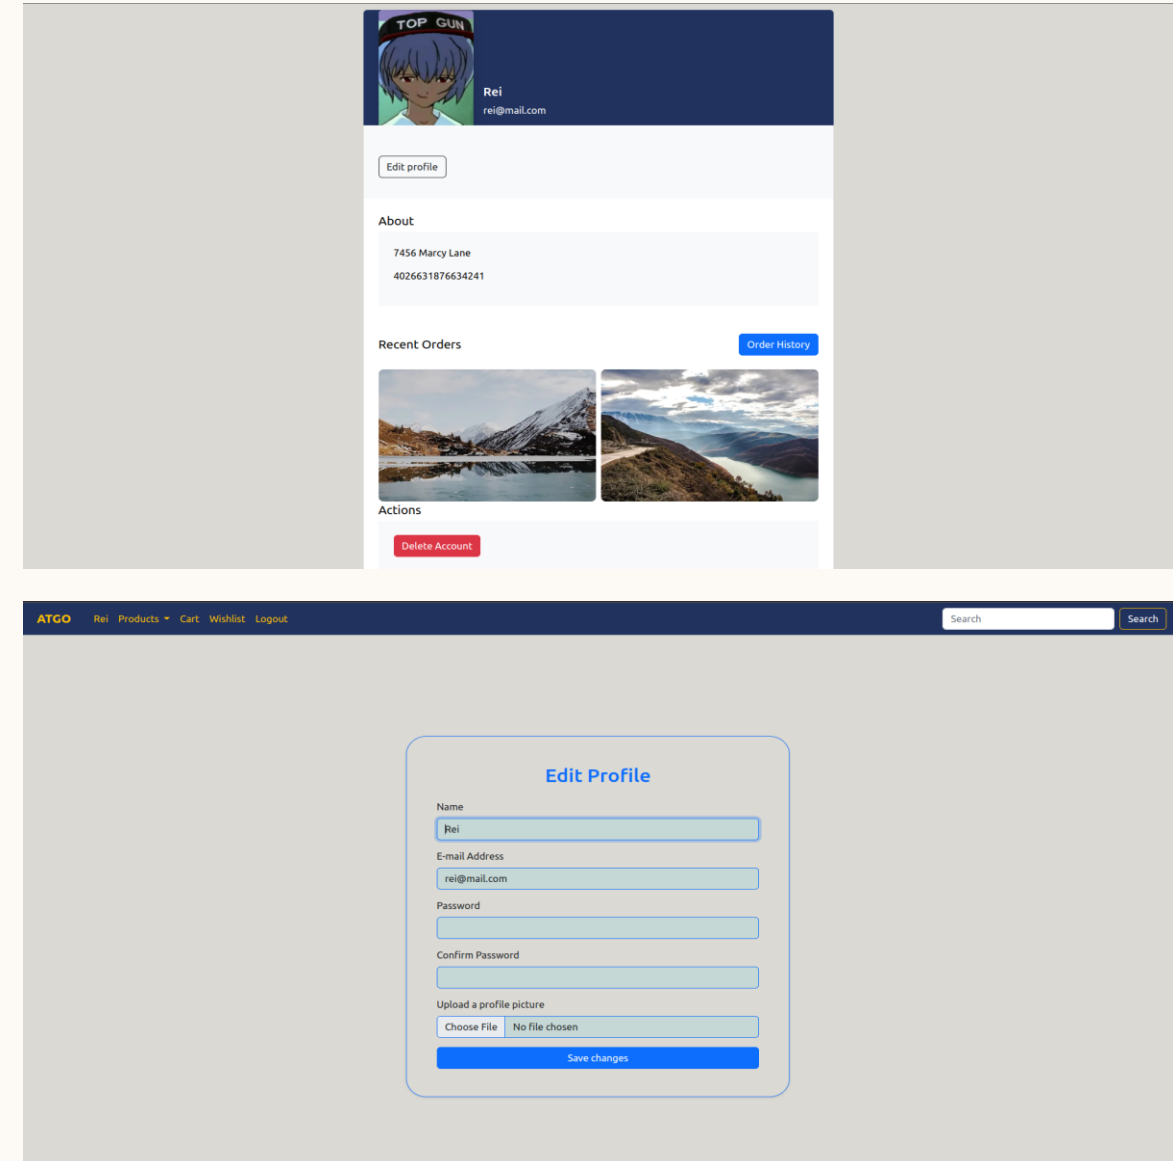 TOP GUN
Rei
rei@mail.com
Edit profile
About
7456 Marcy Lane
4026631876634241
Recent Orders
Order History
Actions
Delete Account
ATGO Rei Products Cart Wishlist Logout Search Search
Edit Profile
Name
Rei
E-mail Address
rei@mail.com
Password
Confirm Password
Upload a profile picture
Choose File No file chosen
Save changes